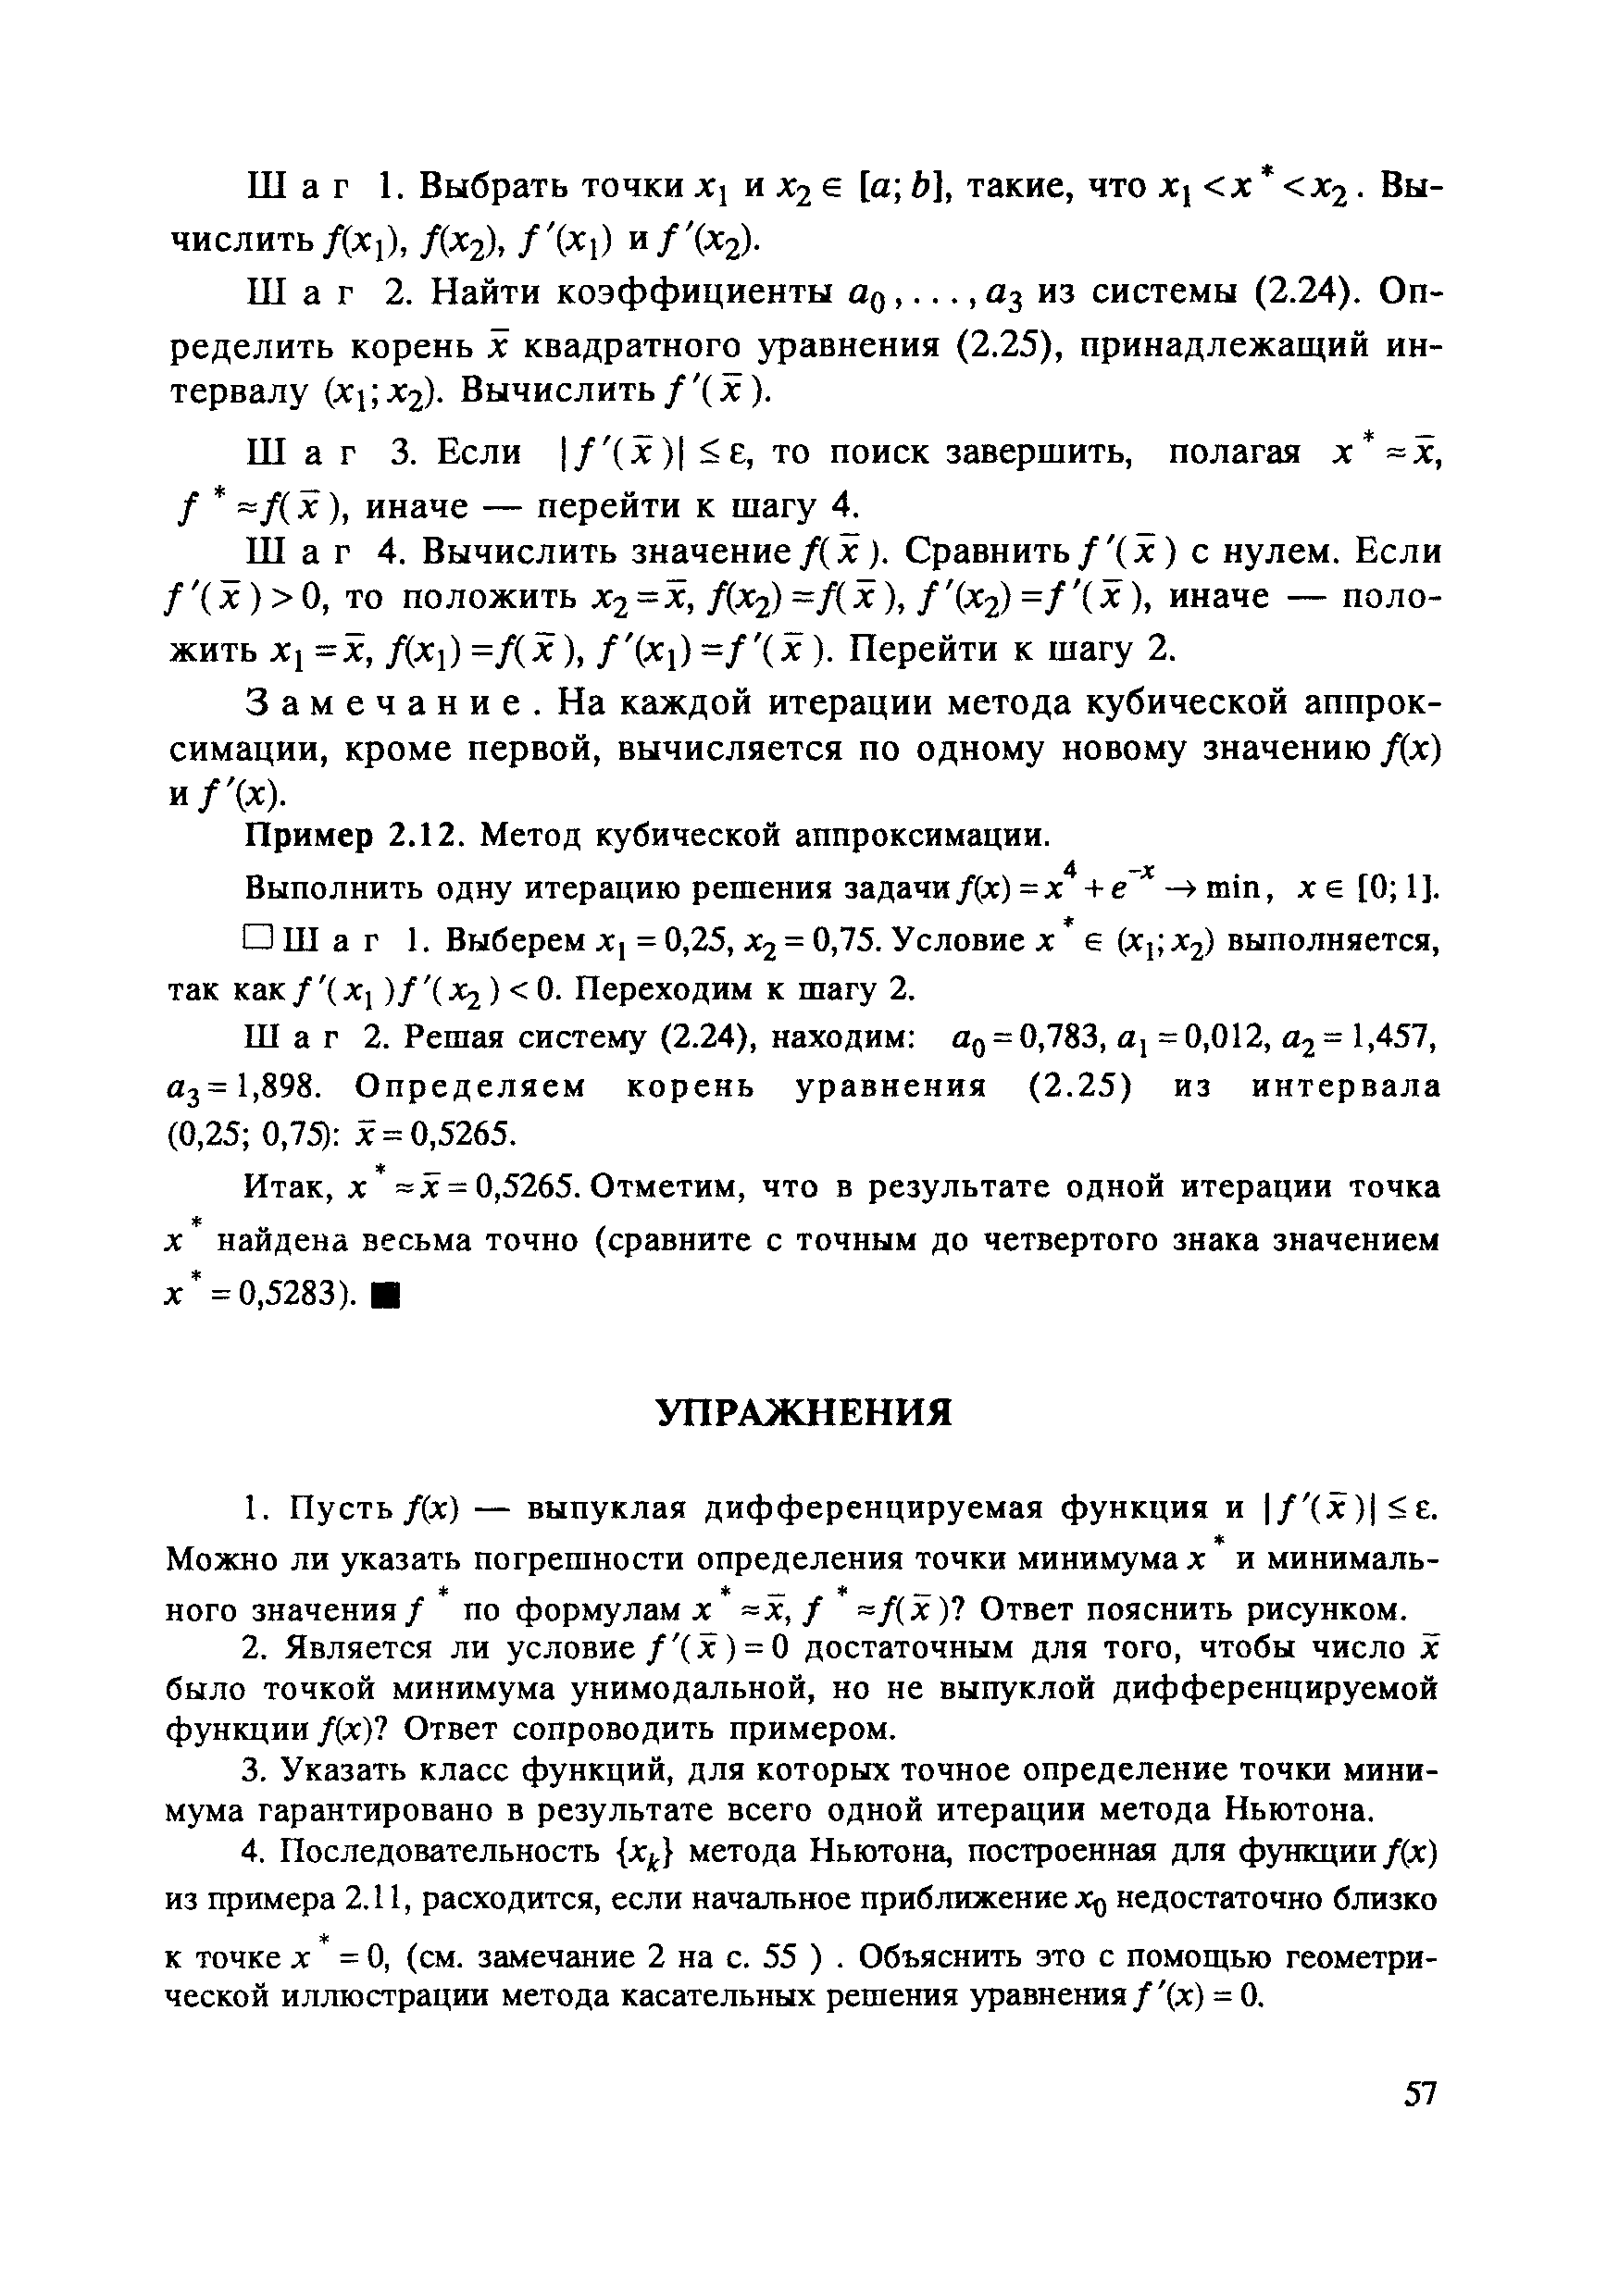 Ш а г 1. Выбрать точки x₁ и x₂ ∈ [a; b], такие, что x₁ < x* < x₂. Вы-
числить f(x₁), f(x₂), f′(x₁) и f′(x₂).
Ш а г 2. Найти коэффициенты a₀, . . . , a₃ из системы (2.24). Оп-
ределить корень x̄ квадратного уравнения (2.25), принадлежащий ин-
тервалу (x₁; x₂). Вычислить f′( x̄ ).
Ш а г 3. Если |f′( x̄ )| ≤ ε, то поиск завершить, полагая x* ≈ x̄,
f* ≈ f( x̄ ), иначе — перейти к шагу 4.
Ш а г 4. Вычислить значение f( x̄ ). Сравнить f′( x̄ ) с нулем. Если
f′( x̄ ) > 0, то положить x₂ = x̄, f(x₂) = f( x̄ ), f′(x₂) = f′( x̄ ), иначе — поло-
жить x₁ = x̄, f(x₁) = f( x̄ ), f′(x₁) = f′( x̄ ). Перейти к шагу 2.
З а м е ч а н и е . На каждой итерации метода кубической аппрок-
симации, кроме первой, вычисляется по одному новому значению f(x)
и f′(x).
Пример 2.12. Метод кубической аппроксимации.
Выполнить одну итерацию решения задачи f(x) = x⁴ + e⁻ˣ → min, x ∈ [0; 1].
□ Ш а г 1. Выберем x₁ = 0,25, x₂ = 0,75. Условие x* ∈ (x₁; x₂) выполняется,
так как f′( x₁ )f′( x₂ ) < 0. Переходим к шагу 2.
Ш а г 2. Решая систему (2.24), находим: a₀ = 0,783, a₁ = 0,012, a₂ = 1,457,
a₃ = 1,898. Определяем корень уравнения (2.25) из интервала
(0,25; 0,75): x̄ = 0,5265.
Итак, x* ≈ x̄ = 0,5265. Отметим, что в результате одной итерации точка
x* найдена весьма точно (сравните с точным до четвертого знака значением
x* = 0,5283). ■
УПРАЖНЕНИЯ
1. Пусть f(x) — выпуклая дифференцируемая функция и |f′( x̄ )| ≤ ε.
Можно ли указать погрешности определения точки минимума x* и минималь-
ного значения f* по формулам x* ≈ x̄, f* ≈ f( x̄ )? Ответ пояснить рисунком.
2. Является ли условие f′( x̄ ) = 0 достаточным для того, чтобы число x̄
было точкой минимума унимодальной, но не выпуклой дифференцируемой
функции f(x)? Ответ сопроводить примером.
3. Указать класс функций, для которых точное определение точки мини-
мума гарантировано в результате всего одной итерации метода Ньютона.
4. Последовательность {xₖ} метода Ньютона, построенная для функции f(x)
из примера 2.11, расходится, если начальное приближение x₀ недостаточно близко
к точке x* = 0, (см. замечание 2 на с. 55 ) . Объяснить это с помощью геометри-
ческой иллюстрации метода касательных решения уравнения f′(x) = 0.
57